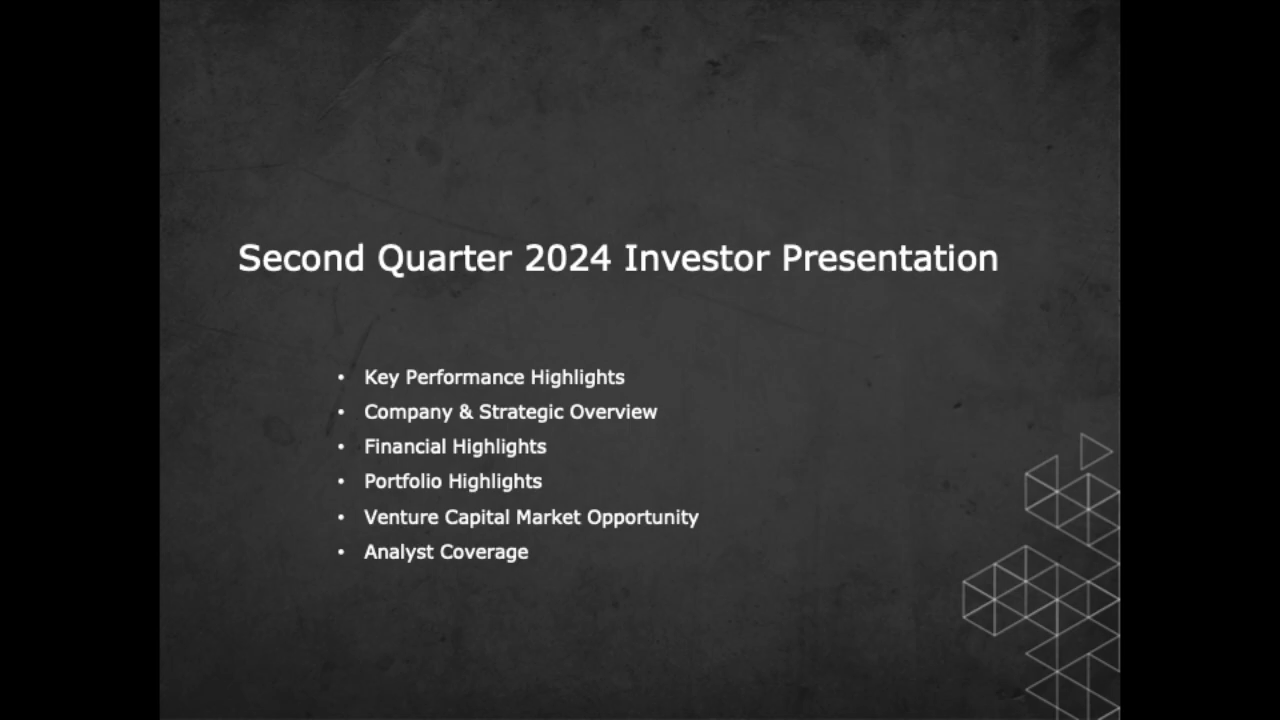 Second Quarter 2024 Investor Presentation
• Key Performance Highlights
• Company & Strategic Overview
• Financial Highlights
• Portfolio Highlights
• Venture Capital Market Opportunity
• Analyst Coverage